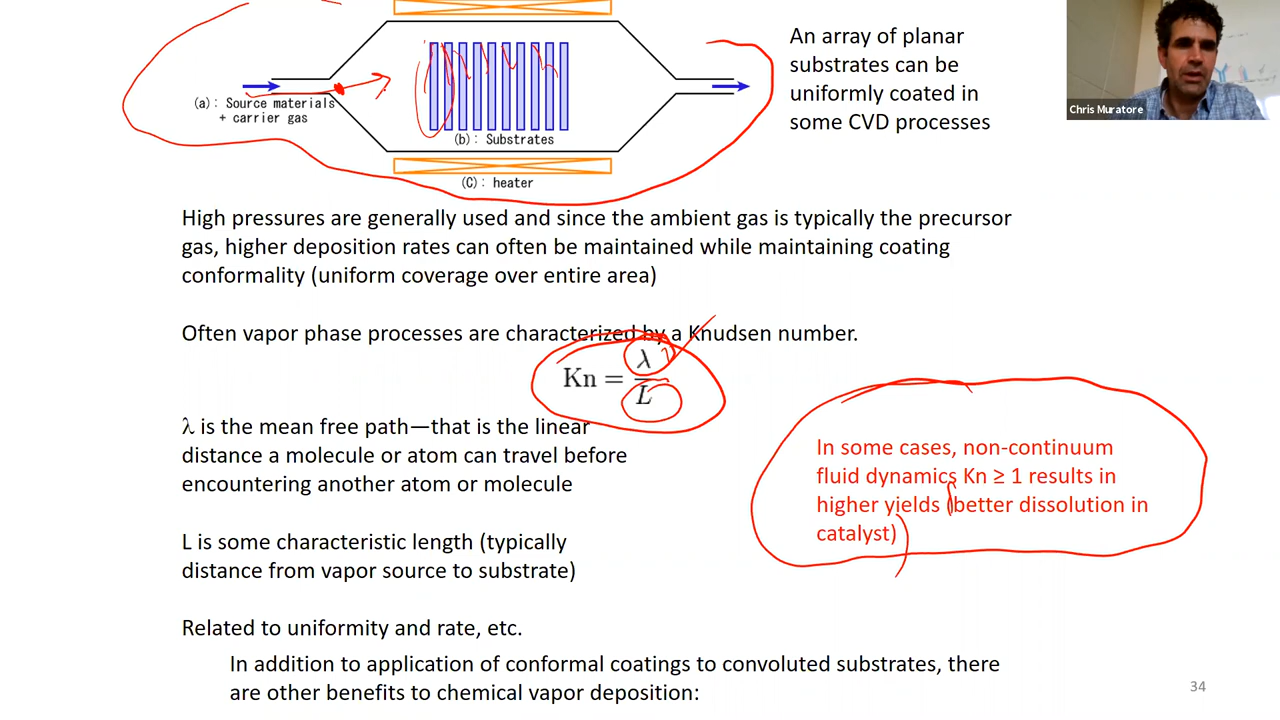 An array of planar
substrates can be
uniformly coated in
some CVD processes
Chris Muratore
(a): Source materials
+ carrier gas
(b): Substrates
(C): heater
High pressures are generally used and since the ambient gas is typically the precursor
gas, higher deposition rates can often be maintained while maintaining coating
conformality (uniform coverage over entire area)
Often vapor phase processes are characterized by a Knudsen number.
Kn = λ / L
λ is the mean free path—that is the linear
distance a molecule or atom can travel before
encountering another atom or molecule
In some cases, non-continuum
fluid dynamics Kn ≥ 1 results in
higher yields (better dissolution in
catalyst)
L is some characteristic length (typically
distance from vapor source to substrate)
Related to uniformity and rate, etc.
In addition to application of conformal coatings to convoluted substrates, there
are other benefits to chemical vapor deposition:
34